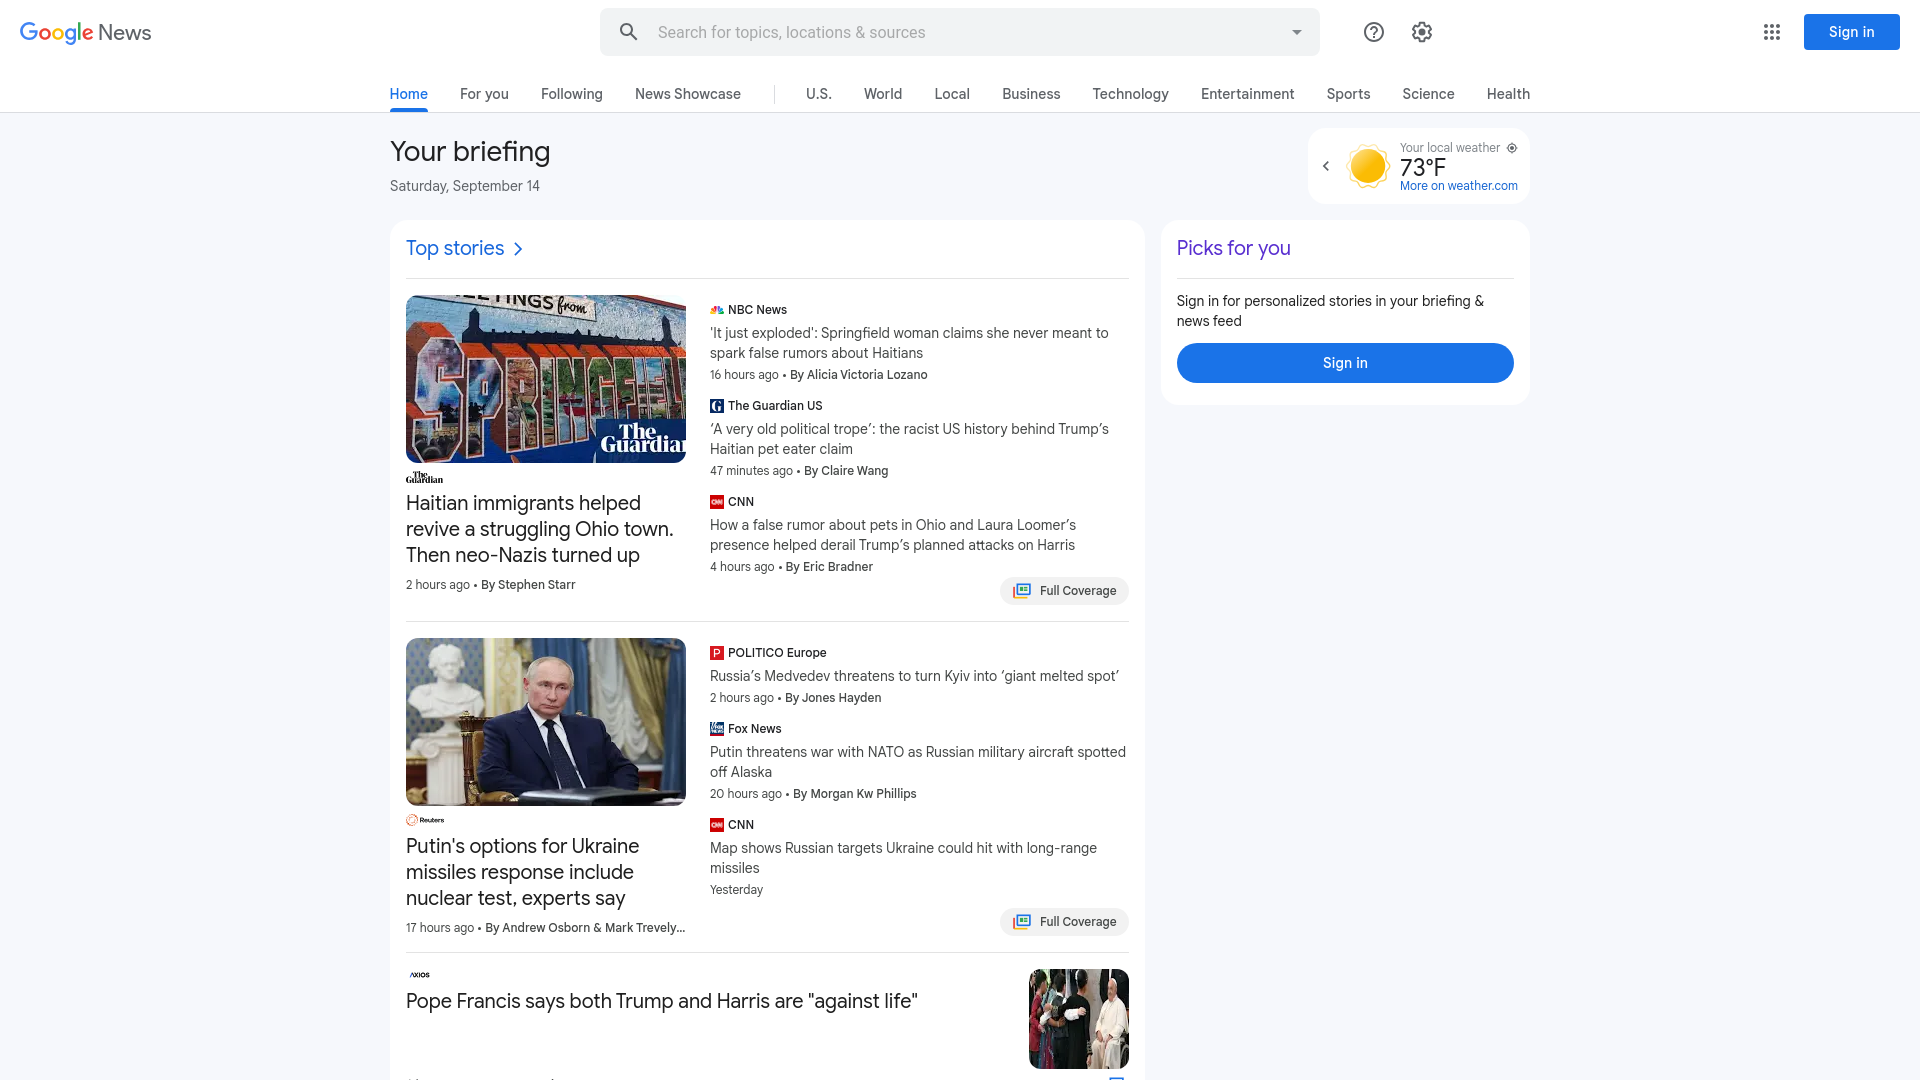 Google News
Search for topics, locations & sources
Sign in
Home
For you
Following
News Showcase
U.S.
World
Local
Business
Technology
Entertainment
Sports
Science
Health
Your briefing
Saturday, September 14
Your local weather
73°F
More on weather.com
Top stories
GREETINGS from
SPRINGFIELD
The
Guardian
The
Guardian
Haitian immigrants helped
revive a struggling Ohio town.
Then neo-Nazis turned up
2 hours ago • By Stephen Starr
NBC News
'It just exploded': Springfield woman claims she never meant to
spark false rumors about Haitians
16 hours ago • By Alicia Victoria Lozano
The Guardian US
‘A very old political trope’: the racist US history behind Trump’s
Haitian pet eater claim
47 minutes ago • By Claire Wang
CNN
How a false rumor about pets in Ohio and Laura Loomer’s
presence helped derail Trump’s planned attacks on Harris
4 hours ago • By Eric Bradner
Full Coverage
Reuters
Putin's options for Ukraine
missiles response include
nuclear test, experts say
17 hours ago • By Andrew Osborn & Mark Trevely...
POLITICO Europe
Russia’s Medvedev threatens to turn Kyiv into ‘giant melted spot’
2 hours ago • By Jones Hayden
Fox News
Putin threatens war with NATO as Russian military aircraft spotted
off Alaska
20 hours ago • By Morgan Kw Phillips
CNN
Map shows Russian targets Ukraine could hit with long-range
missiles
Yesterday
Full Coverage
AXIOS
Pope Francis says both Trump and Harris are "against life"
Picks for you
Sign in for personalized stories in your briefing &
news feed
Sign in